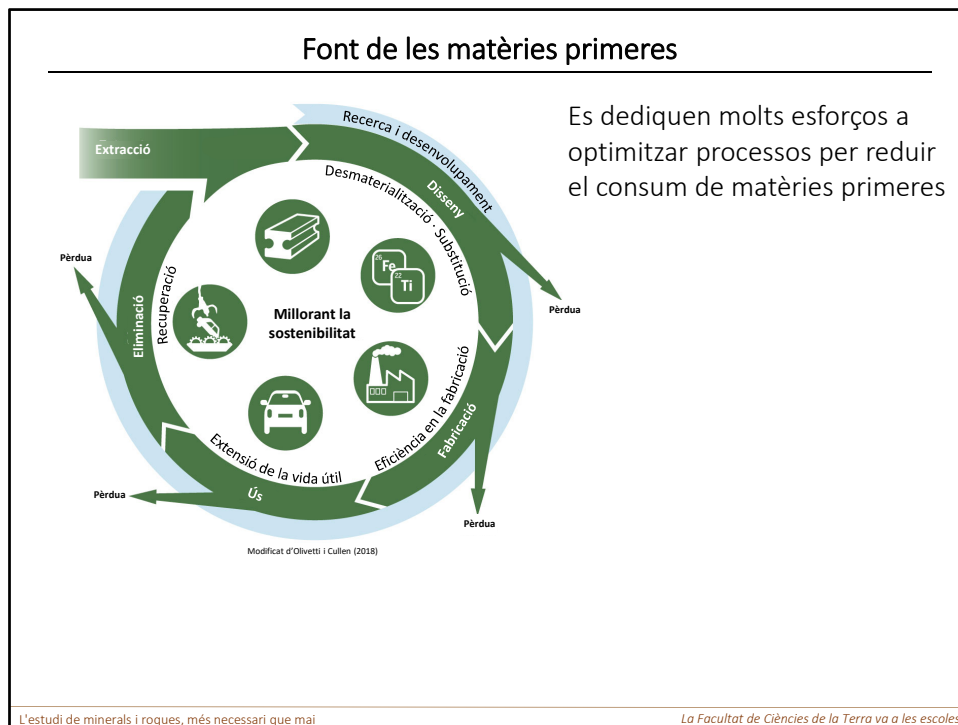 Font de les matèries primeres
Es dediquen molts esforços a
optimitzar processos per reduir
el consum de matèries primeres
Extracció
Recerca i desenvolupament
Disseny
Desmaterialització · Substitució
Pèrdua
26
Fe
22
Ti
Millorant la
sostenibilitat
Eficiència en la fabricació
Fabricació
Pèrdua
Extensió de la vida útil
Ús
Pèrdua
Recuperació
Eliminació
Pèrdua
Modificat d'Olivetti i Cullen (2018)
L'estudi de minerals i roques, més necessari que mai
La Facultat de Ciències de la Terra va a les escoles